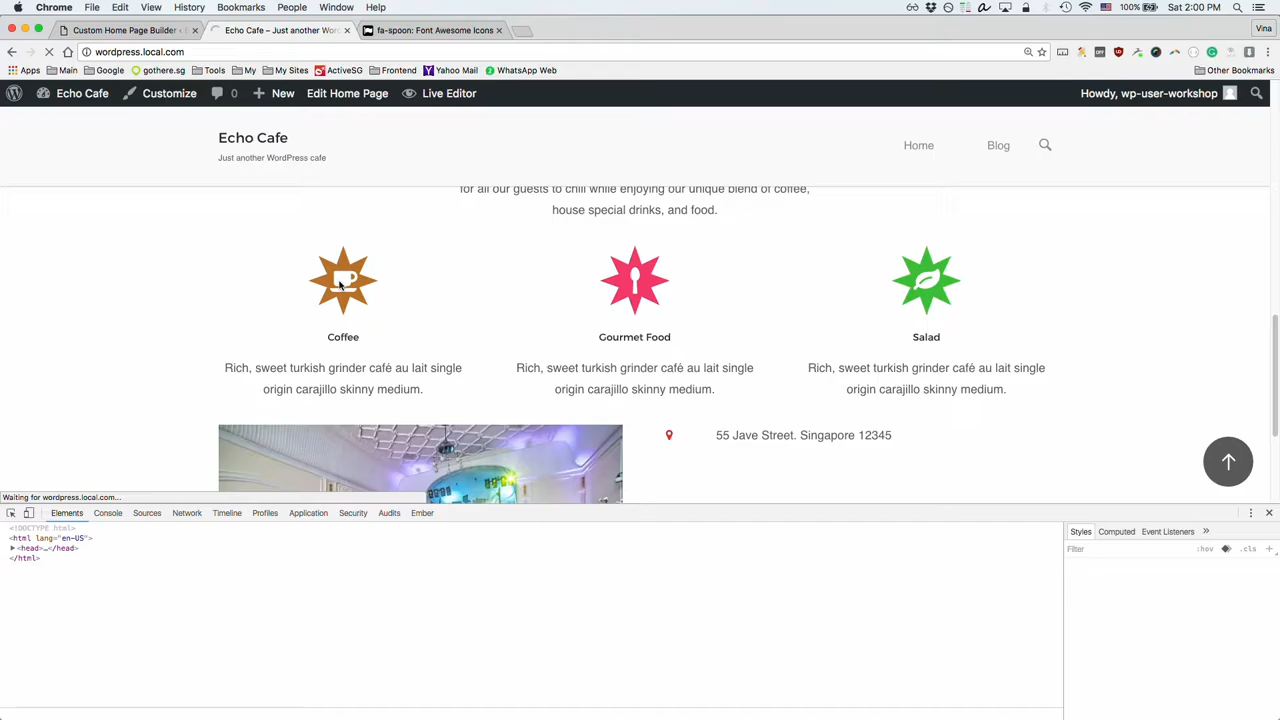 Chrome File Edit View History Bookmarks People Window Help 100% Sat 2:00 PM
Custom Home Page Builder ‹ E
Echo Cafe – Just another Wor
fa-spoon: Font Awesome Icons
Vina
wordpress.local.com
Apps Main Google gothere.sg Tools My My Sites ActiveSG Frontend Yahoo Mail WhatsApp Web Other Bookmarks
Echo Cafe Customize 0 New Edit Home Page Live Editor Howdy, wp-user-workshop
Echo Cafe
Just another WordPress cafe
Home Blog
for all our guests to chill while enjoying our unique blend of coffee,
house special drinks, and food.
Coffee
Rich, sweet turkish grinder café au lait single
origin carajillo skinny medium.
Gourmet Food
Rich, sweet turkish grinder café au lait single
origin carajillo skinny medium.
Salad
Rich, sweet turkish grinder café au lait single
origin carajillo skinny medium.
55 Jave Street. Singapore 12345
Waiting for wordpress.local.com...
Elements Console Sources Network Timeline Profiles Application Security Audits Ember
<!DOCTYPE html>
<html lang="en-US">
<head>…</head>
</html>
Styles Computed Event Listeners »
Filter :hov .cls +